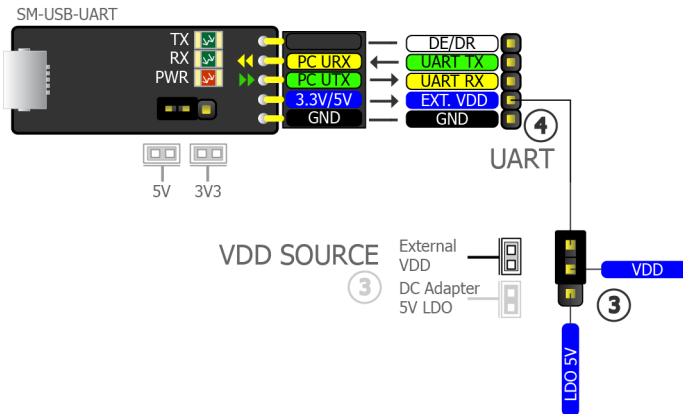 SM-USB-UART
TX
RX
PWR
PC URX
PC UTX
3.3V/5V
GND
DE/DR
UART TX
UART RX
EXT. VDD
GND
4
UART
5V
3V3
VDD SOURCE
3
External
VDD
DC Adapter
5V LDO
VDD
3
LDO 5V